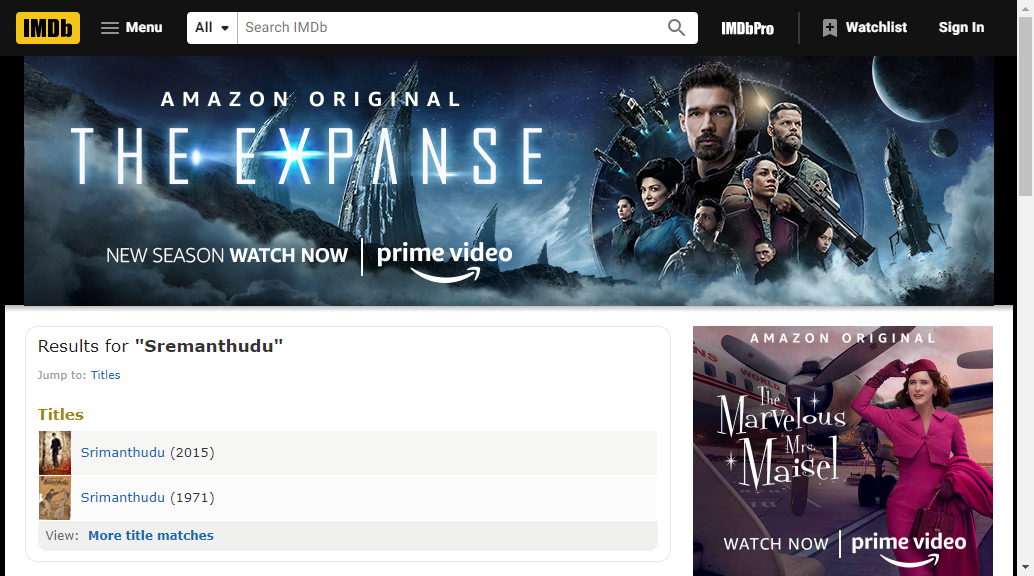 IMDb Menu All Search IMDb IMDbPro Watchlist Sign In
AMAZON ORIGINAL
THE EXPANSE
NEW SEASON WATCH NOW prime video
Results for "Sremanthudu"
Jump to: Titles
Titles
Srimanthudu (2015)
Srimanthudu (1971)
View: More title matches
AMAZON ORIGINAL
The
Marvelous
Mrs.
Maisel
WATCH NOW prime video